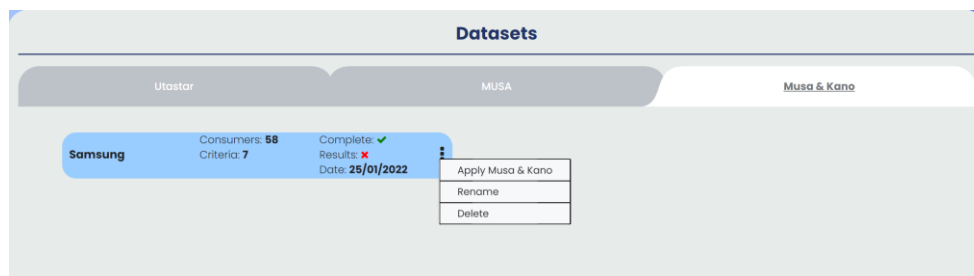 Datasets
Utastar
MUSA
Musa & Kano
Samsung
Consumers: 58
Criteria: 7
Complete: ✔
Results: ✖
Date: 25/01/2022
Apply Musa & Kano
Rename
Delete